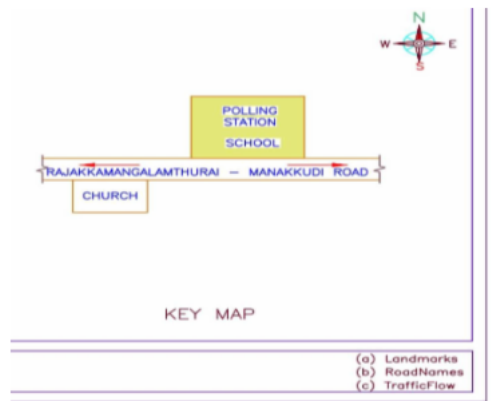 N
W E
S
POLLING
STATION
SCHOOL
RAJAKKAMANGALAMTHURAI – MANAKKUDI ROAD
CHURCH
KEY MAP
(a) Landmarks
(b) RoadNames
(c) TrafficFlow